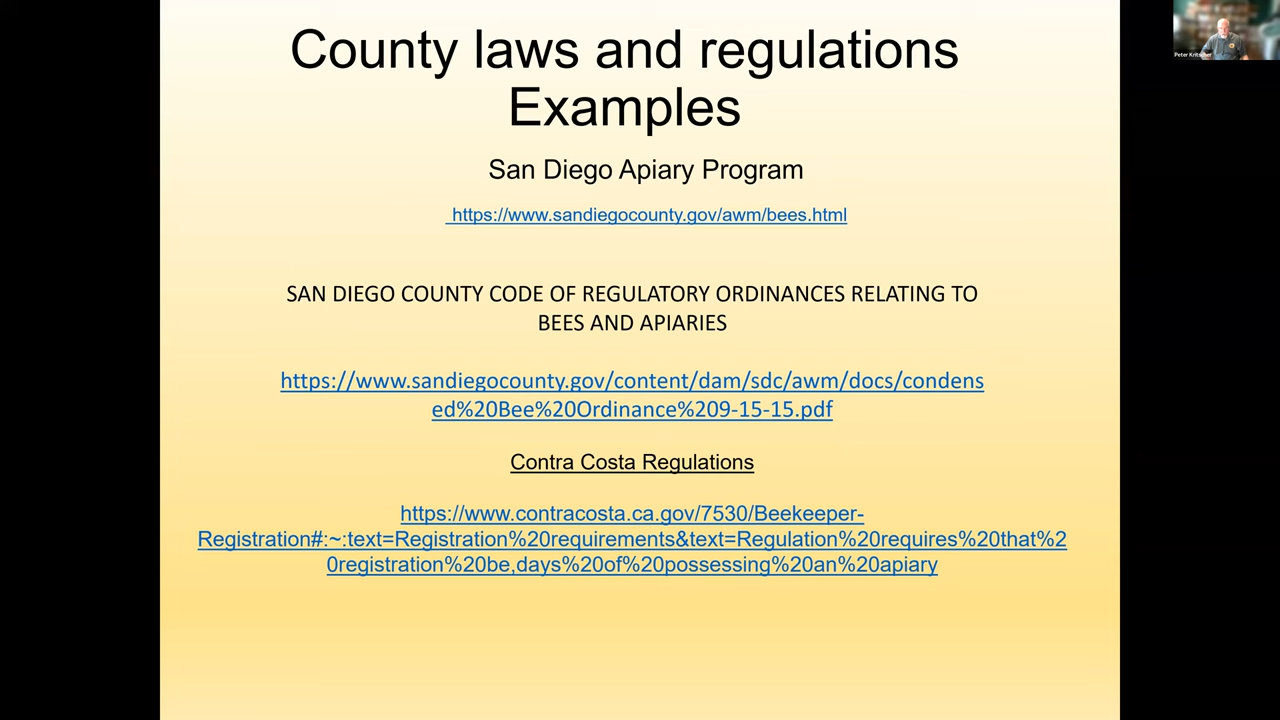 County laws and regulations
Examples
San Diego Apiary Program
https://www.sandiegocounty.gov/awm/bees.html
SAN DIEGO COUNTY CODE OF REGULATORY ORDINANCES RELATING TO
BEES AND APIARIES
https://www.sandiegocounty.gov/content/dam/sdc/awm/docs/condens
ed%20Bee%20Ordinance%209-15-15.pdf
Contra Costa Regulations
https://www.contracosta.ca.gov/7530/Beekeeper-
Registration#:~:text=Registration%20requirements&text=Regulation%20requires%20that%2
0registration%20be,days%20of%20possessing%20an%20apiary
Peter Kritscher